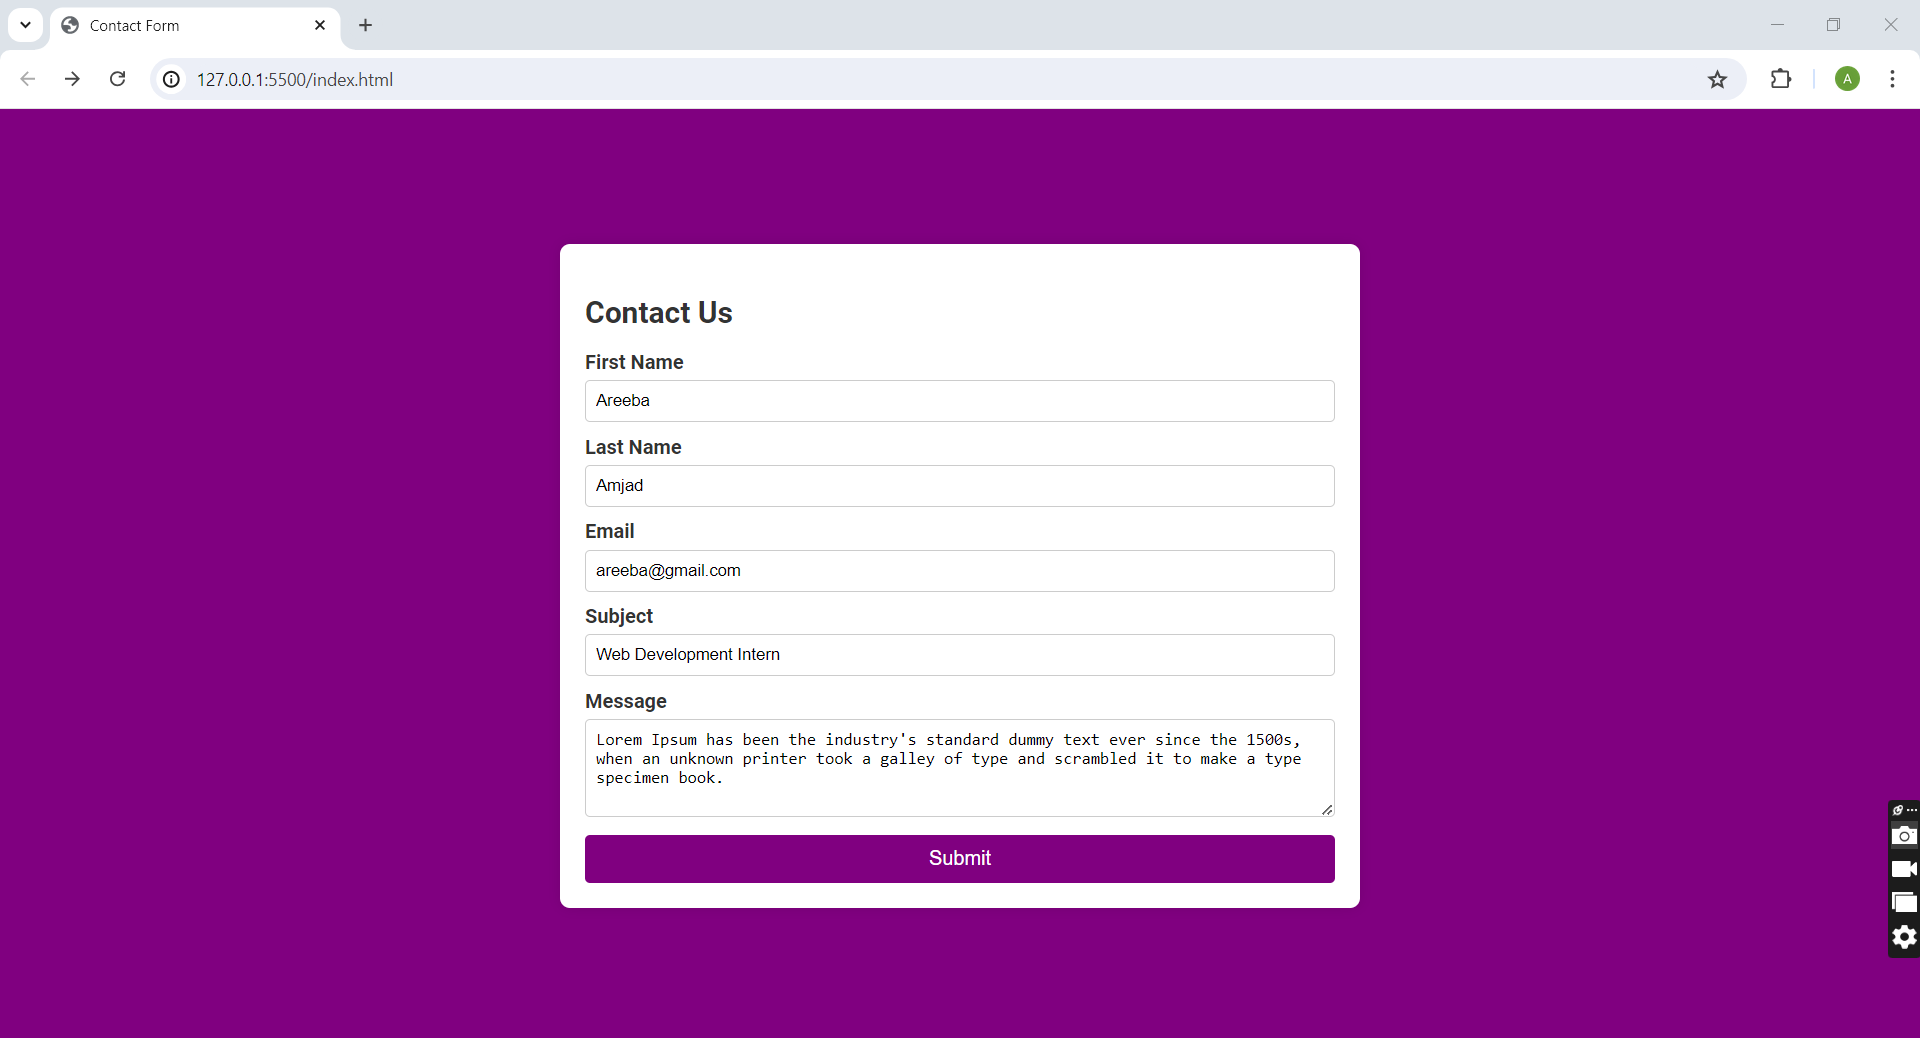 Contact Form
127.0.0.1:5500/index.html
A
Contact Us
First Name
Areeba
Last Name
Amjad
Email
areeba@gmail.com
Subject
Web Development Intern
Message
Lorem Ipsum has been the industry's standard dummy text ever since the 1500s,
when an unknown printer took a galley of type and scrambled it to make a type
specimen book.
Submit